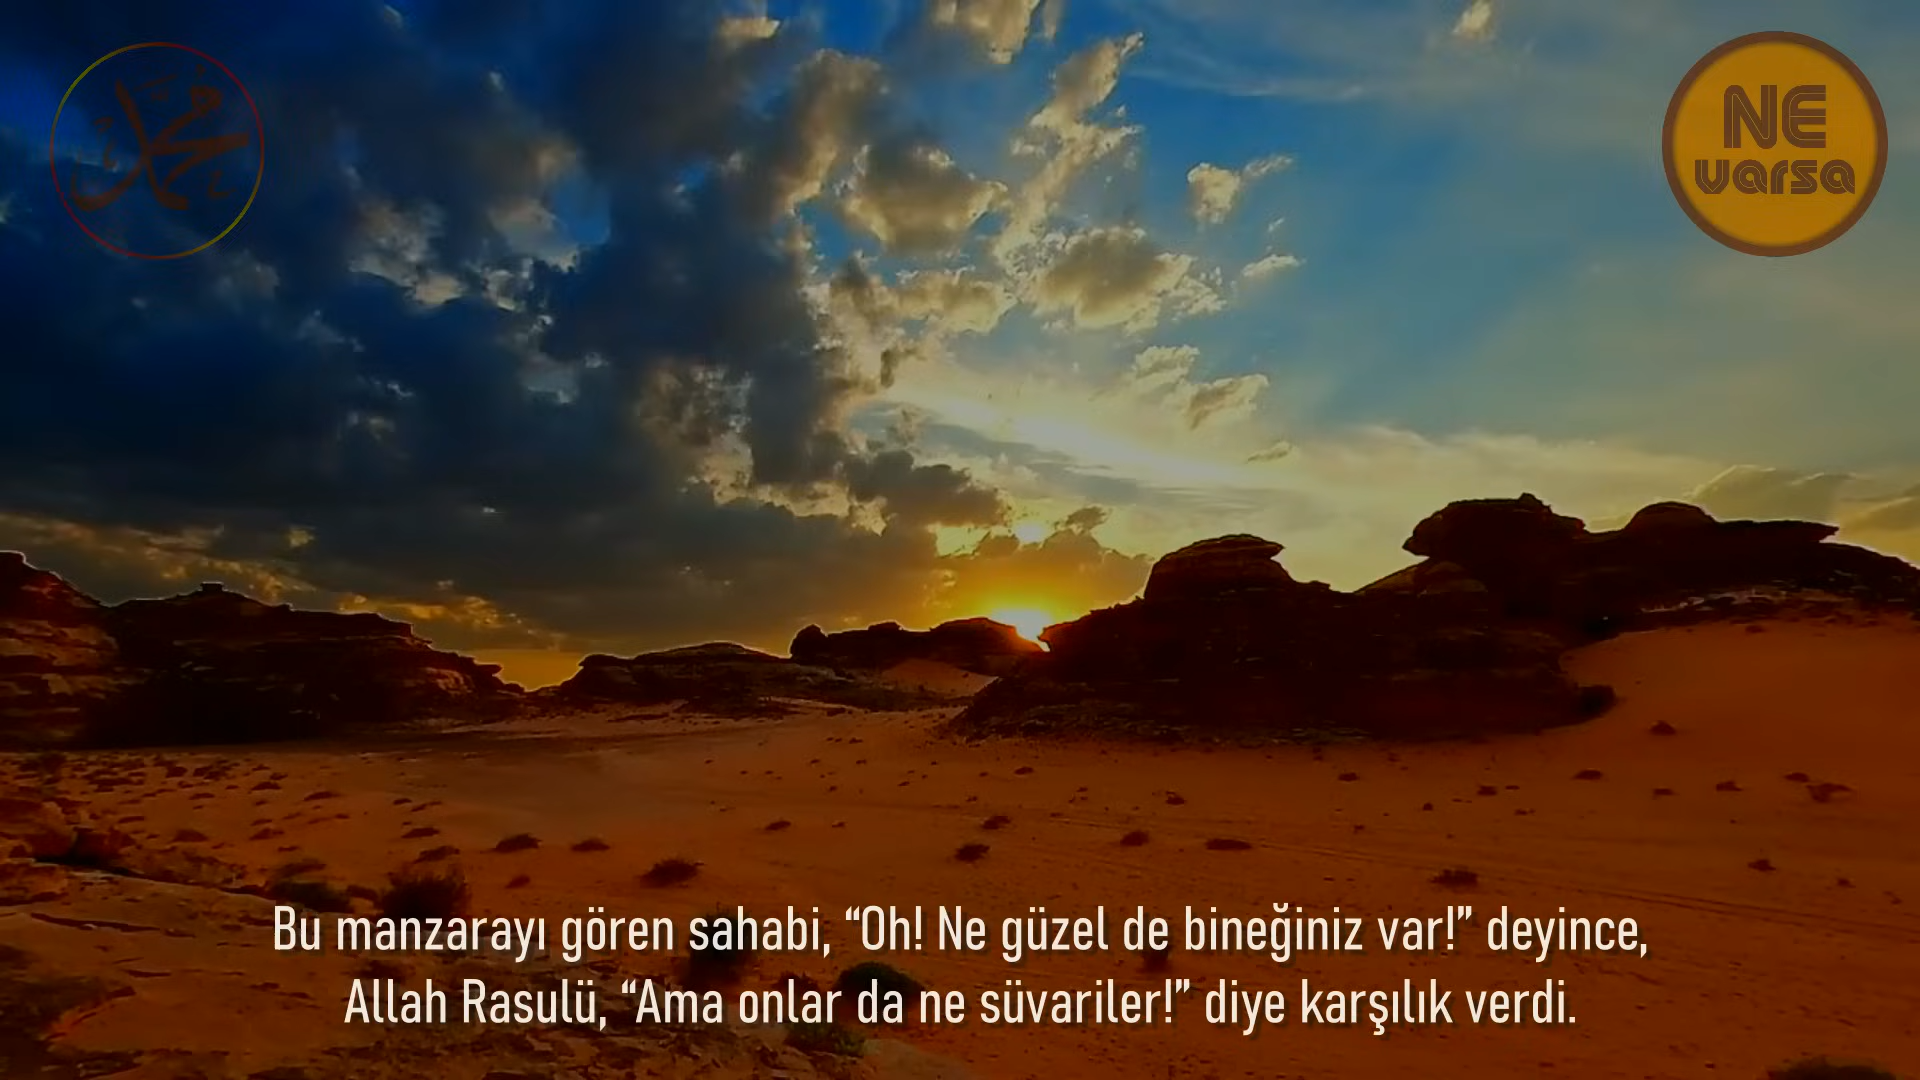 محمد
NE
varsa
Bu manzarayı gören sahabi, “Oh! Ne güzel de bineğiniz var!” deyince,
Allah Rasulü, “Ama onlar da ne süvariler!” diye karşılık verdi.